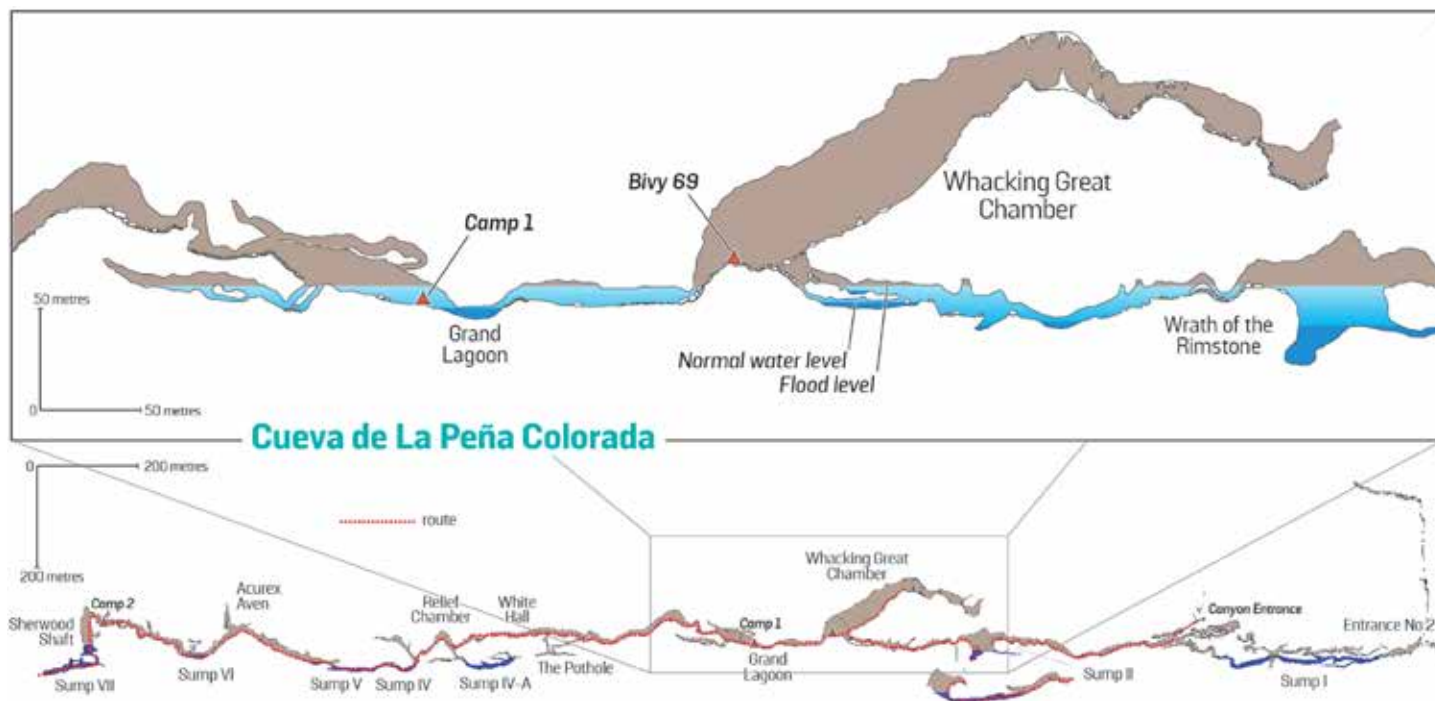 Bivy 69
Whacking Great
Chamber
Camp 1
50 metres
Grand
Lagoon
Wrath of the
Rimstone
Normal water level
Flood level
0
50 metres
Cueva de La Peña Colorada
0
200 metres
route
200 metres
Whacking Great
Chamber
Acurex
Aven
Camp 2
Relief
Chamber
White
Hall
Camp 1
Canyon Entrance
Sherwood
Shaft
Entrance No 2
The Pothole
Grand
Lagoon
Sump VIII
Sump VI
Sump V
Sump IV
Sump IV-A
Sump II
Sump I